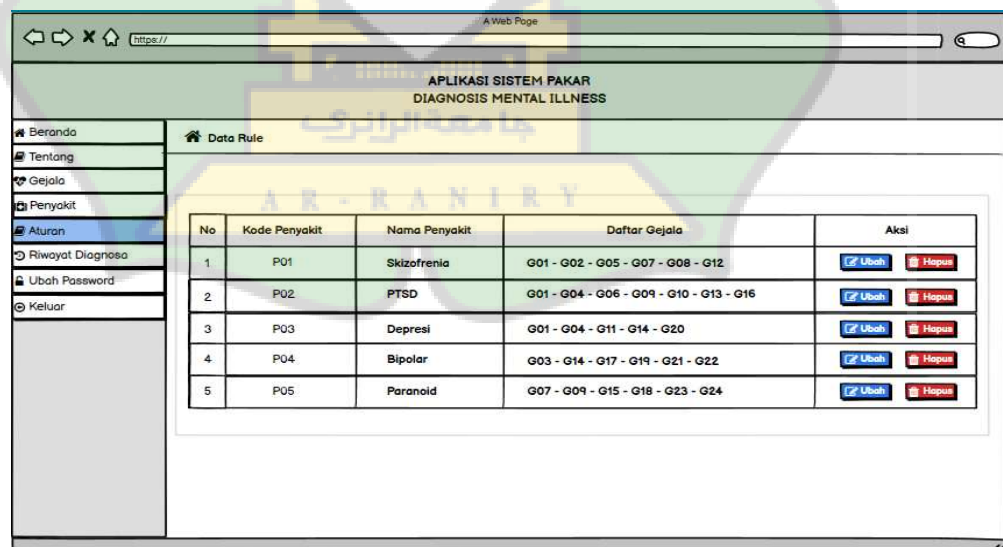 A Web Page
https://
APLIKASI SISTEM PAKAR
DIAGNOSIS MENTAL ILLNESS
Beranda
Tentang
Gejala
Penyakit
Aturan
Riwayat Diagnosa
Ubah Password
Keluar
Data Rule
جامعة الرانري
AR-RANIRY
No Kode Penyakit Nama Penyakit Daftar Gejala Aksi
1 P01 Skizofrenia G01 - G02 - G05 - G07 - G08 - G12 Ubah Hapus
2 P02 PTSD G01 - G04 - G06 - G09 - G10 - G13 - G16 Ubah Hapus
3 P03 Depresi G01 - G04 - G11 - G14 - G20 Ubah Hapus
4 P04 Bipolar G03 - G14 - G17 - G19 - G21 - G22 Ubah Hapus
5 P05 Paranoid G07 - G09 - G15 - G18 - G23 - G24 Ubah Hapus